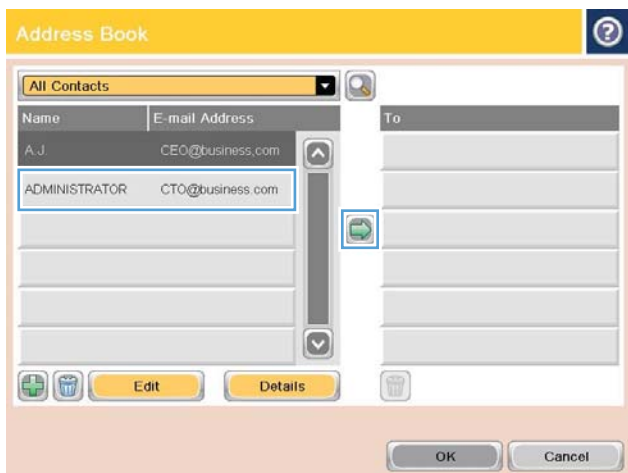 Address Book
?
All Contacts
Name E-mail Address To
A.J. CEO@business.com
ADMINISTRATOR CTO@business.com
Edit Details
OK Cancel